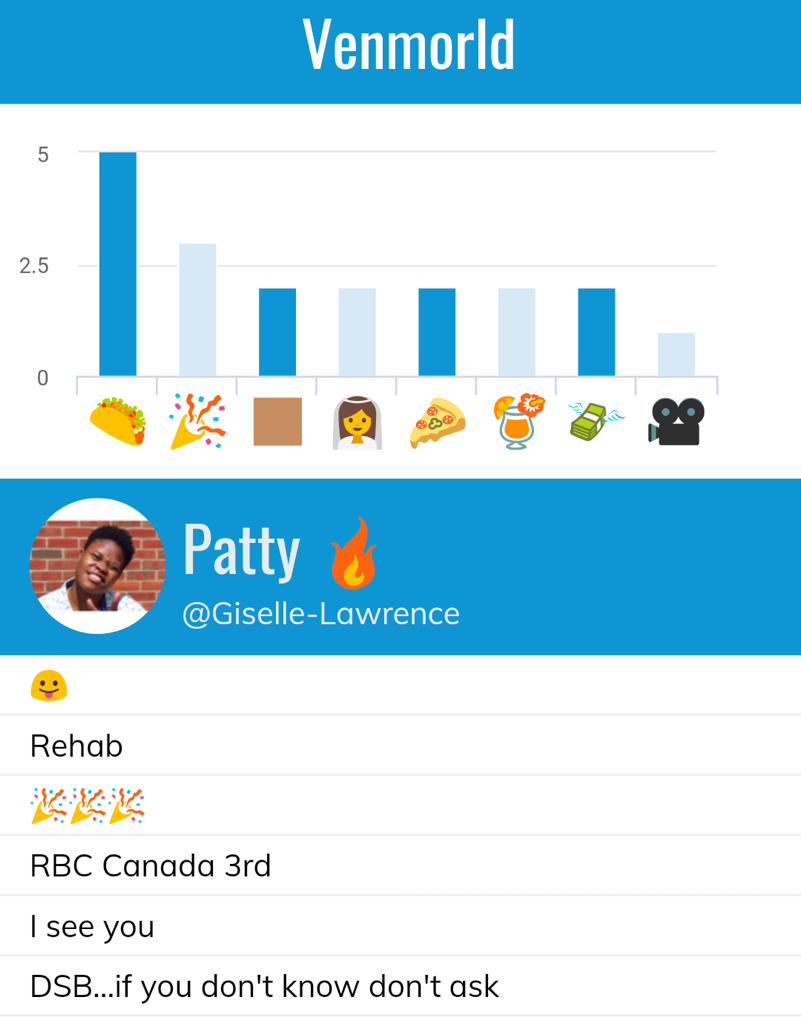 Venmorld
5
2.5
0
Patty 🔥
@Giselle-Lawrence
😛
Rehab
🎉🎉🎉
RBC Canada 3rd
I see you
DSB...if you don't know don't ask